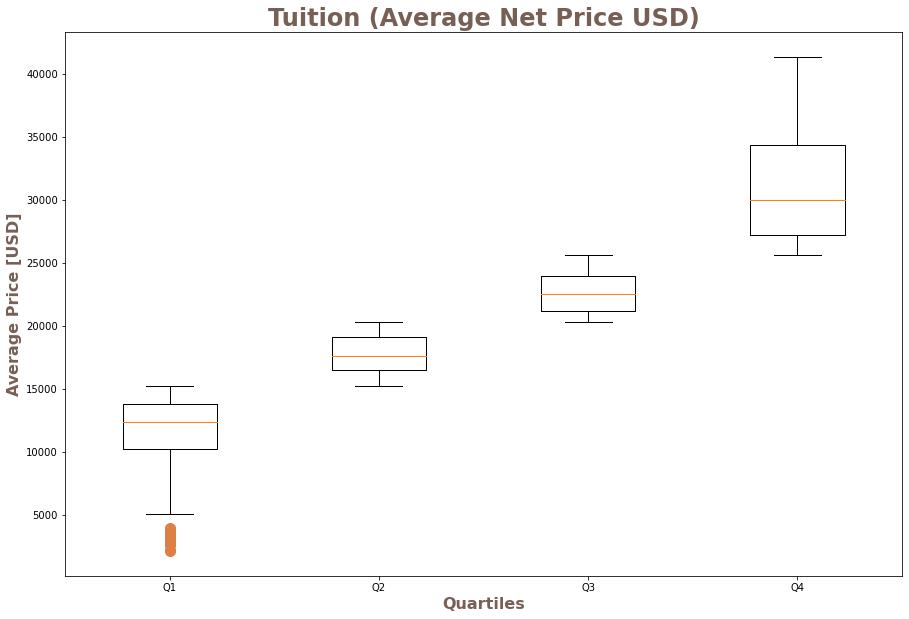 Tuition (Average Net Price USD)
Average Price [USD]
40000
35000
30000
25000
20000
15000
10000
5000
Q1 Q2 Q3 Q4
Quartiles